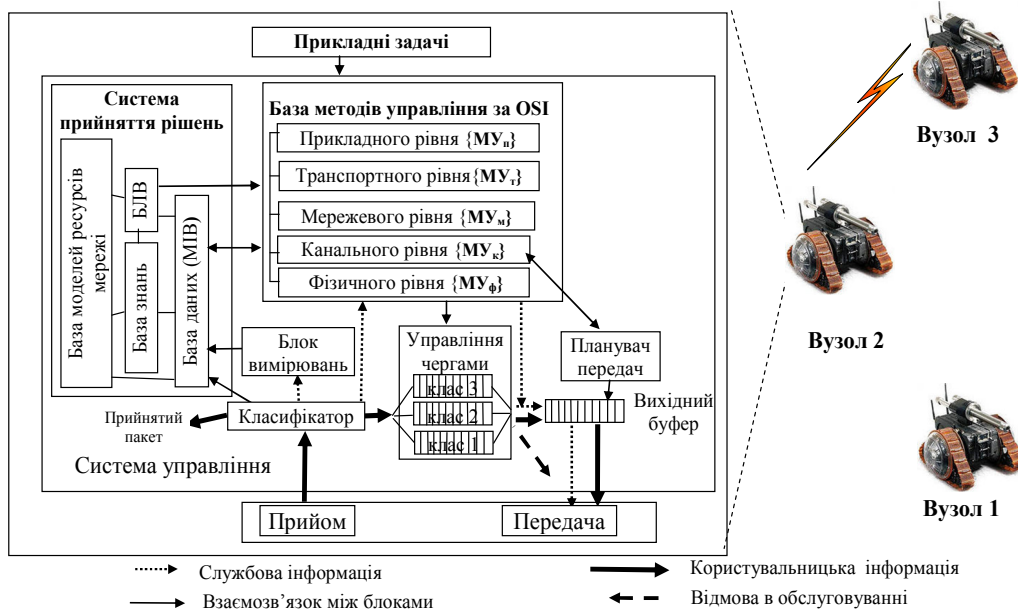 Прикладні задачі
Система
прийняття рішень
База моделей ресурсів
мережі
БЛВ
База знань
База даних (МІВ)
База методів управління за OSI
Прикладного рівня {МУп}
Транспортного рівня{МУт}
Мережевого рівня {МУм}
Канального рівня {МУк}
Фізичного рівня {МУф}
Блок
вимірювань
Управління
чергами
клас 3
клас 2
клас 1
Планувач
передач
Вихідний
буфер
Класифікатор
Прийнятий
пакет
Система управління
Прийом
Передача
Вузол 3
Вузол 2
Вузол 1
Службова інформація
Користувальницька інформація
Взаємозв'язок між блоками
Відмова в обслуговуванні